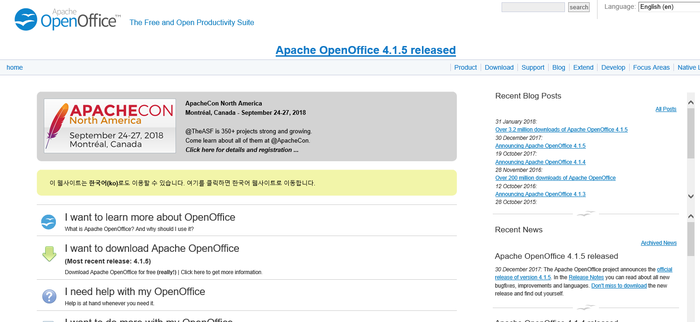 Apache
OpenOffice™
The Free and Open Productivity Suite
search
Language: English (en)
Apache OpenOffice 4.1.5 released
home
Product Download Support Blog Extend Develop Focus Areas Native L
APACHECON
North America
September 24-27, 2018
Montréal, Canada
ApacheCon North America
Montréal, Canada - September 24-27, 2018
@TheASF is 350+ projects strong and growing.
Come learn about all of them at @ApacheCon.
Click here for details and registration ...
이 웹사이트는 한국어(ko)로도 이용할 수 있습니다. 여기를 클릭하면 한국어 웹사이트로 이동합니다.
I want to learn more about OpenOffice
What is Apache OpenOffice? And why should I use it?
I want to download Apache OpenOffice
(Most recent release: 4.1.5)
Download Apache OpenOffice for free (really!) | Click here to get more information
I need help with my OpenOffice
Help is at hand whenever you need it.
I want to do more with my OpenOffice
Recent Blog Posts
All Posts
31 January 2018:
Over 3.2 million downloads of Apache OpenOffice 4.1.5
30 December 2017:
Announcing Apache OpenOffice 4.1.5
19 October 2017:
Announcing Apache OpenOffice 4.1.4
28 November 2016:
Over 200 million downloads of Apache OpenOffice
12 October 2016:
Announcing Apache OpenOffice 4.1.3
28 October 2015:
Recent News
Archived News
Apache OpenOffice 4.1.5 released
30 December 2017: The Apache OpenOffice project announces the official
release of version 4.1.5. In the Release Notes you can read about all new
bugfixes, improvements and languages. Don't miss to download the new
release and find out yourself.
Apache OpenOffice 4.1.4 released